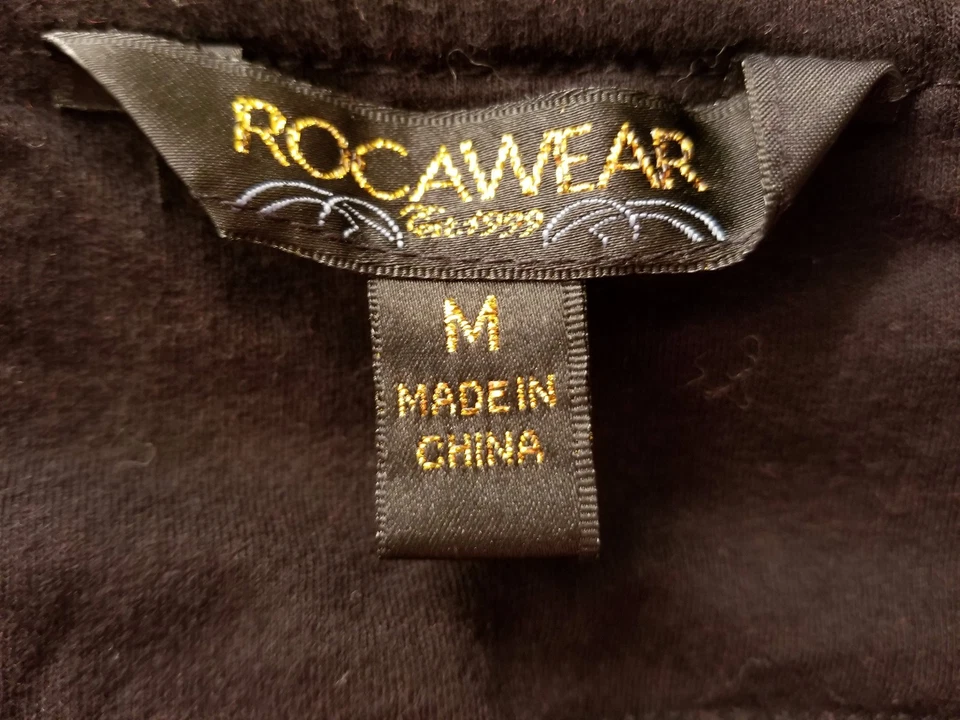 ROCAWEAR
Est. 1999
M
MADE IN
CHINA